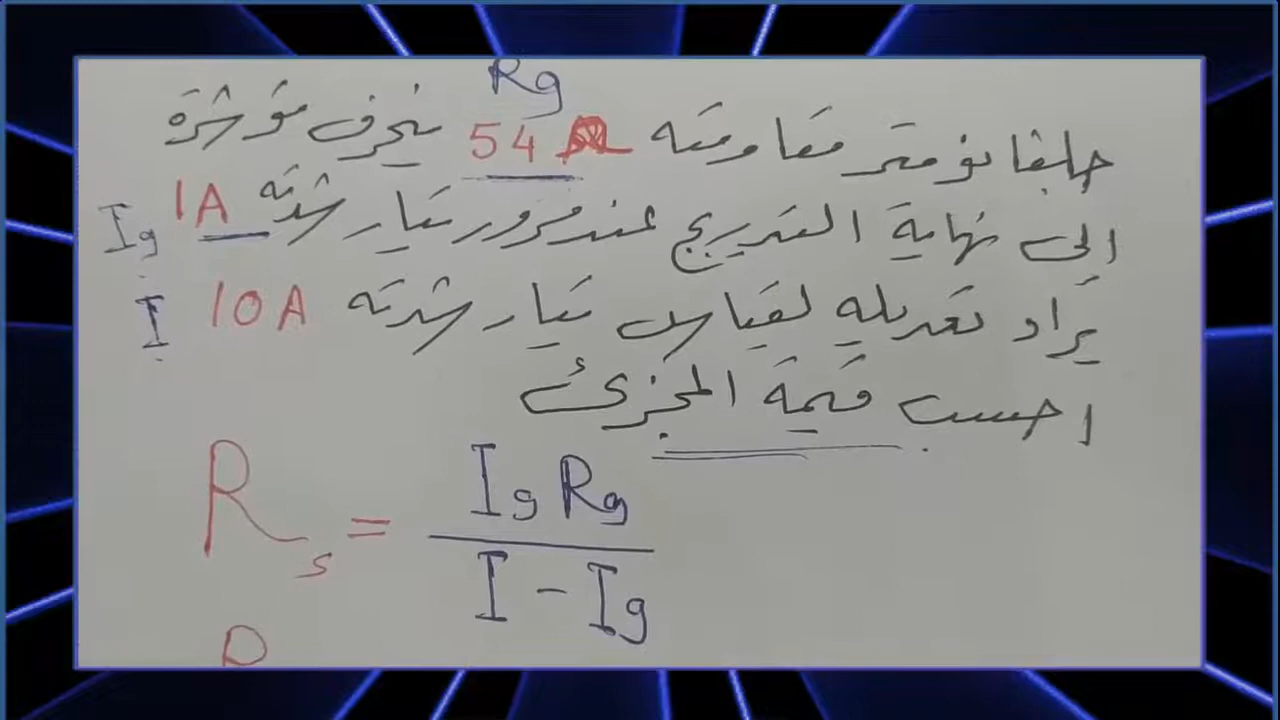 Rg
جلفانومتر مقاومته 54 Ω ينحرف مؤشرة
إلى نهاية التدريج عند مرور تيار شدته 1A Ig
يراد تعديله لقياس تيار شدته 10A I
احسب قيمة المجزئ
Rs = Ig Rg / I - Ig
R